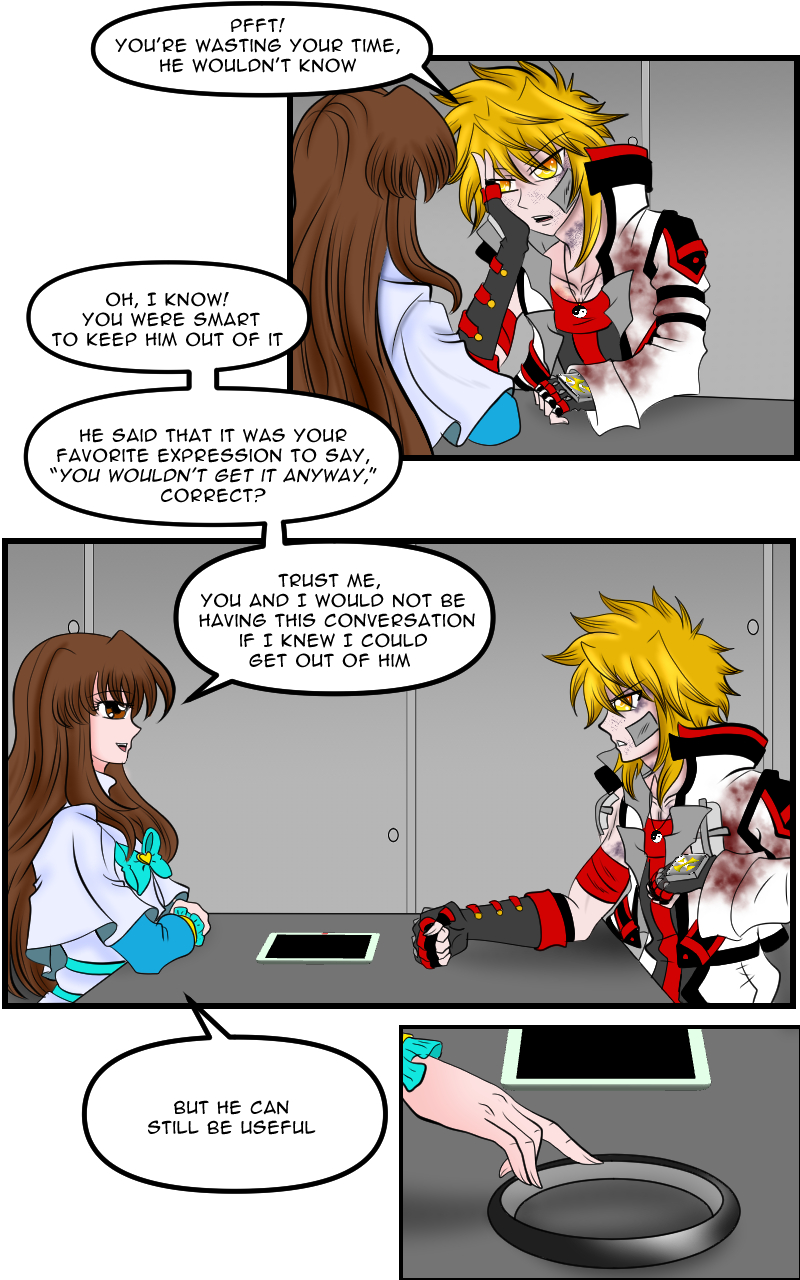 PFFT!
YOU'RE WASTING YOUR TIME,
HE WOULDN'T KNOW
OH, I KNOW!
YOU WERE SMART
TO KEEP HIM OUT OF IT
HE SAID THAT IT WAS YOUR
FAVORITE EXPRESSION TO SAY,
"YOU WOULDN'T GET IT ANYWAY,"
CORRECT?
TRUST ME,
YOU AND I WOULD NOT BE
HAVING THIS CONVERSATION
IF I KNEW I COULD
GET OUT OF HIM
BUT HE CAN
STILL BE USEFUL